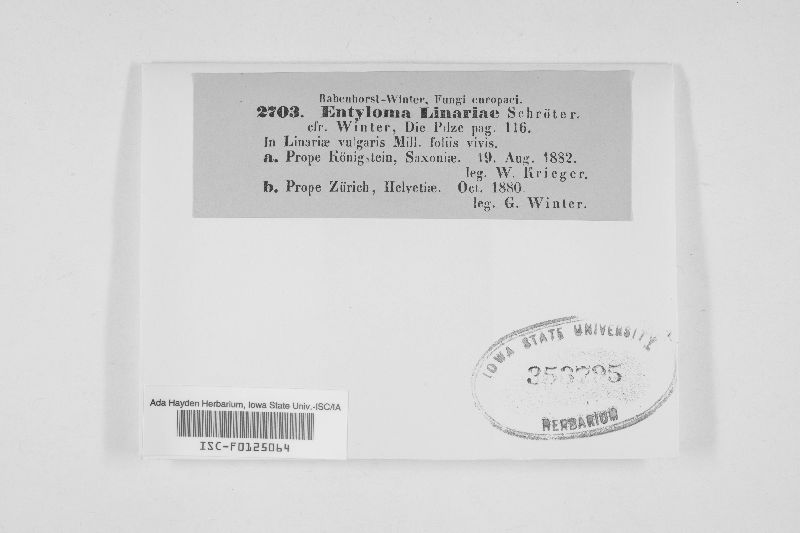 Rabenhorst-Winter, Fungi europaei.
2703. Entyloma Linariae Schröter.
cfr. Winter, Die Pilze pag. 116.
In Linariæ vulgaris Mill. foliis vivis.
a. Prope Königstein, Saxoniæ. 19. Aug. 1882.
leg. W. Krieger.
b. Prope Zürich, Helvetiæ. Oct. 1880.
leg. G. Winter.
IOWA STATE UNIVERSITY
HERBARIUM
Ada Hayden Herbarium, Iowa State Univ.-ISC/IA
ISC-F0125064